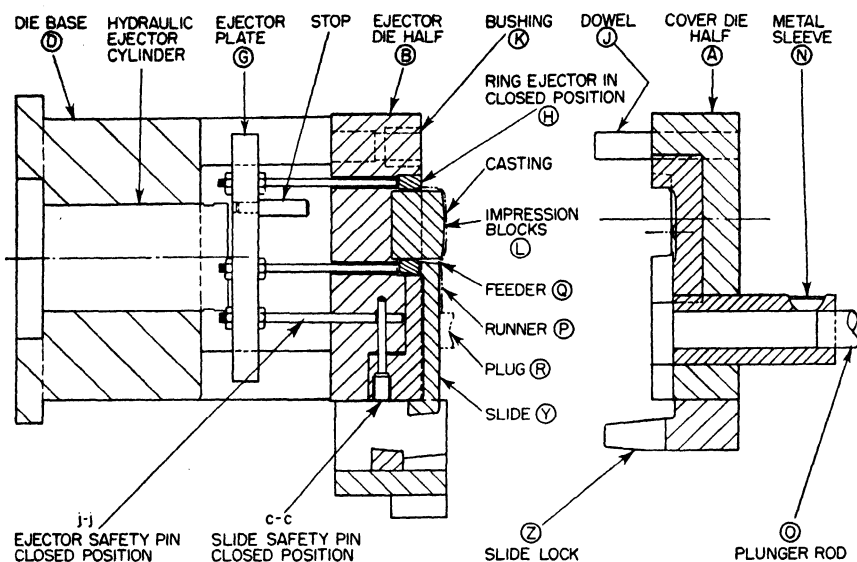 DIE BASE
D
HYDRAULIC
EJECTOR
CYLINDER
EJECTOR
PLATE
G
STOP
EJECTOR
DIE HALF
B
BUSHING
K
DOWEL
J
COVER DIE
HALF
A
METAL
SLEEVE
N
RING EJECTOR IN
CLOSED POSITION
H
CASTING
IMPRESSION
BLOCKS
L
FEEDER Q
RUNNER P
PLUG R
SLIDE Y
j-j
EJECTOR SAFETY PIN
CLOSED POSITION
c-c
SLIDE SAFETY PIN
CLOSED POSITION
Z
SLIDE LOCK
O
PLUNGER ROD